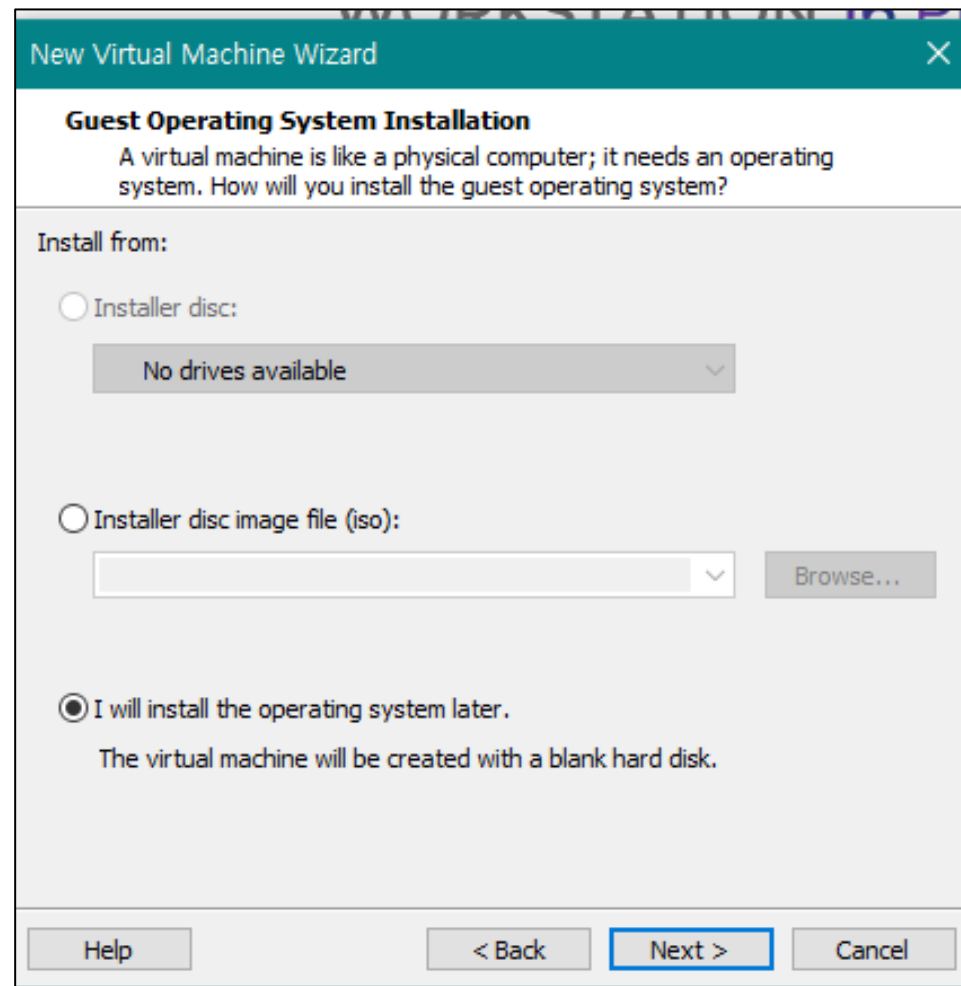 WORKSTATION
New Virtual Machine Wizard
Guest Operating System Installation
A virtual machine is like a physical computer; it needs an operating
system. How will you install the guest operating system?
Install from:
Installer disc:
No drives available
Installer disc image file (iso):
Browse...
I will install the operating system later.
The virtual machine will be created with a blank hard disk.
Help
< Back
Next >
Cancel